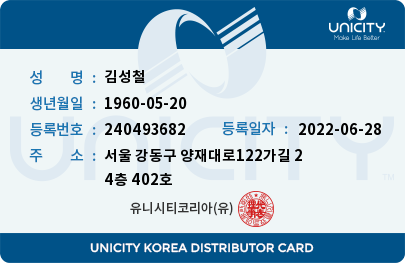 UNICITY
Make Life Better
성 명 : 김성철
생년월일 : 1960-05-20
등록번호 : 240493682 등록일자 : 2022-06-28
주 소 : 서울 강동구 양재대로122가길 2
4층 402호
UNICITY
유니시티코리아(유)
UNICITY KOREA DISTRIBUTOR CARD